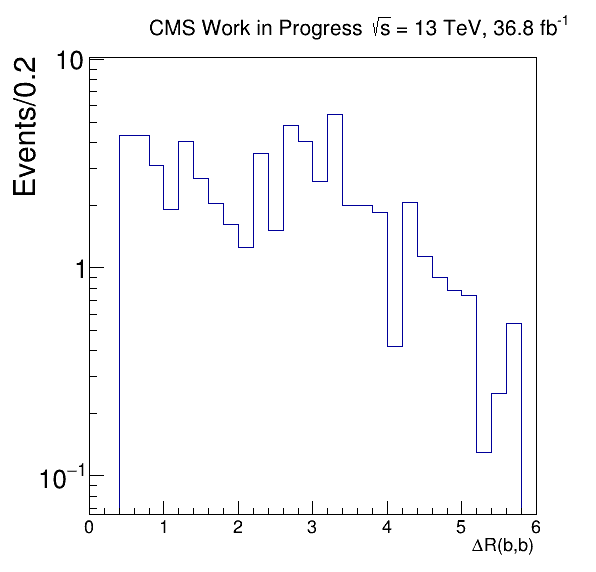 CMS Work in Progress √s = 13 TeV, 36.8 fb⁻¹
Events/0.2
10
1
10⁻¹
0 1 2 3 4 5 6
ΔR(b,b)